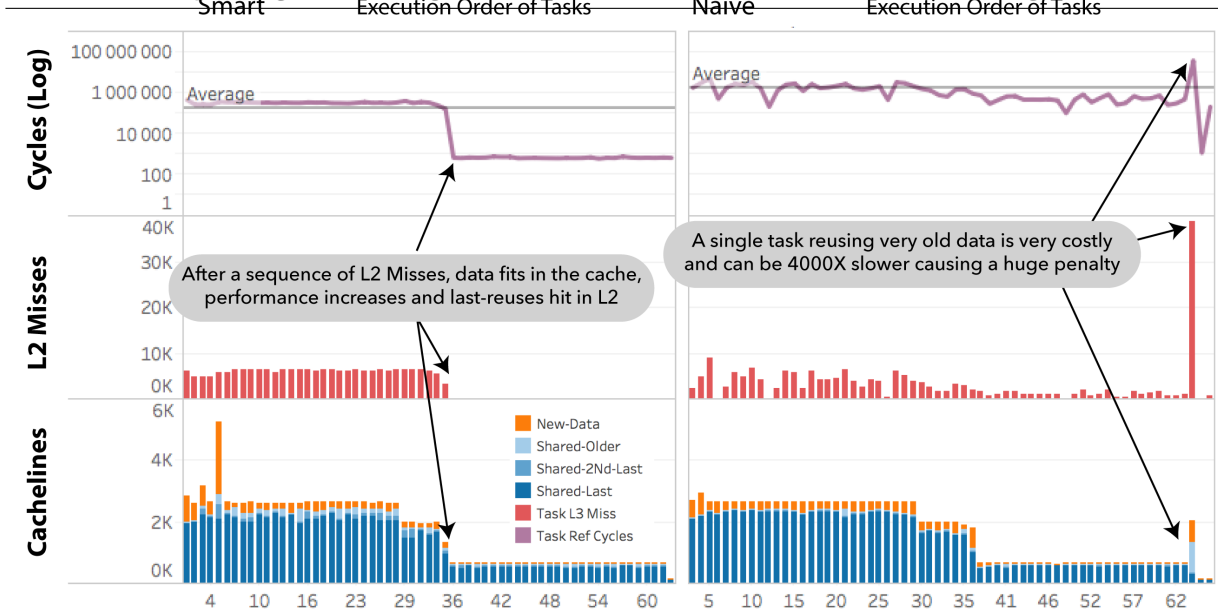 Smart
Execution Order of Tasks
Naive
Execution Order of Tasks
Cycles (Log)
100 000 000
1 000 000
10 000
100
1
Average
Average
L2 Misses
40K
30K
20K
10K
0K
After a sequence of L2 Misses, data fits in the cache,
performance increases and last-reuses hit in L2
A single task reusing very old data is very costly
and can be 4000X slower causing a huge penalty
Cachelines
6K
4K
2K
0K
New-Data
Shared-Older
Shared-2Nd-Last
Shared-Last
Task L3 Miss
Task Ref Cycles
4 10 16 23 29 36 42 48 54 60
5 10 15 20 25 30 35 41 46 51 57 62